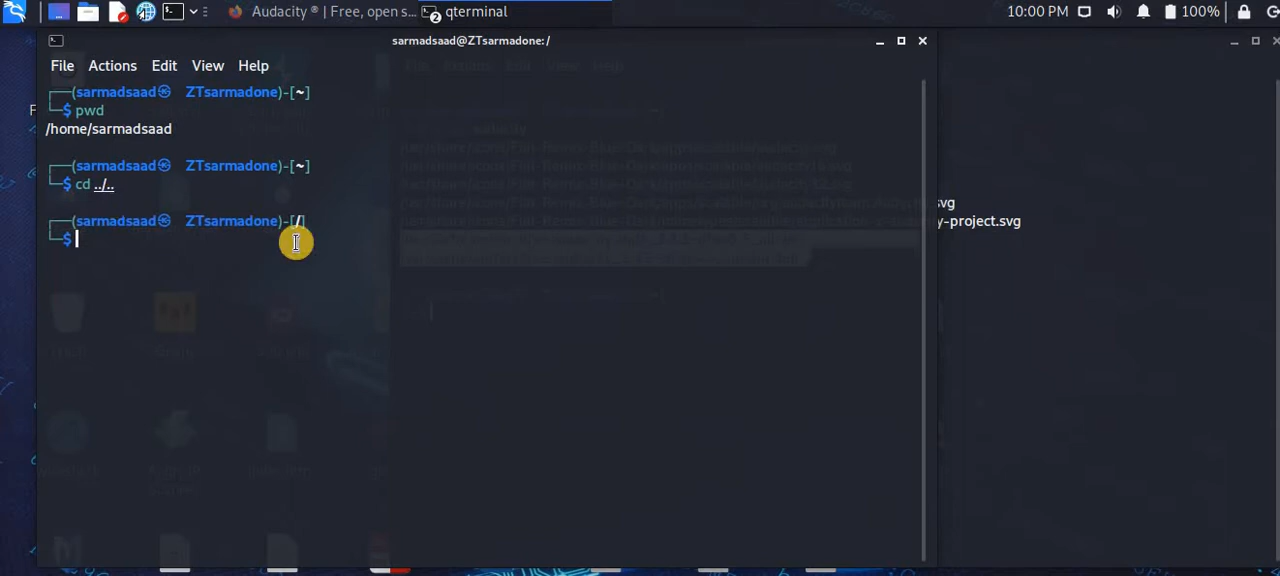 Audacity ® | Free, open s... qterminal 10:00 PM 100%
2
sarmadsaad@ZTsarmadone: /
File Actions Edit View Help
┌──(sarmadsaad㉿ ZTsarmadone)-[~]
└─$ pwd
/home/sarmadsaad
┌──(sarmadsaad㉿ ZTsarmadone)-[~]
└─$ cd ../..
svg
┌──(sarmadsaad㉿ ZTsarmadone)-[/]
y-project.svg
└─$